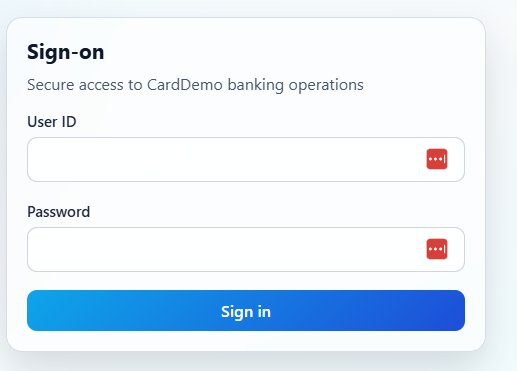 Sign-on
Secure access to CardDemo banking operations
User ID
Password
Sign in